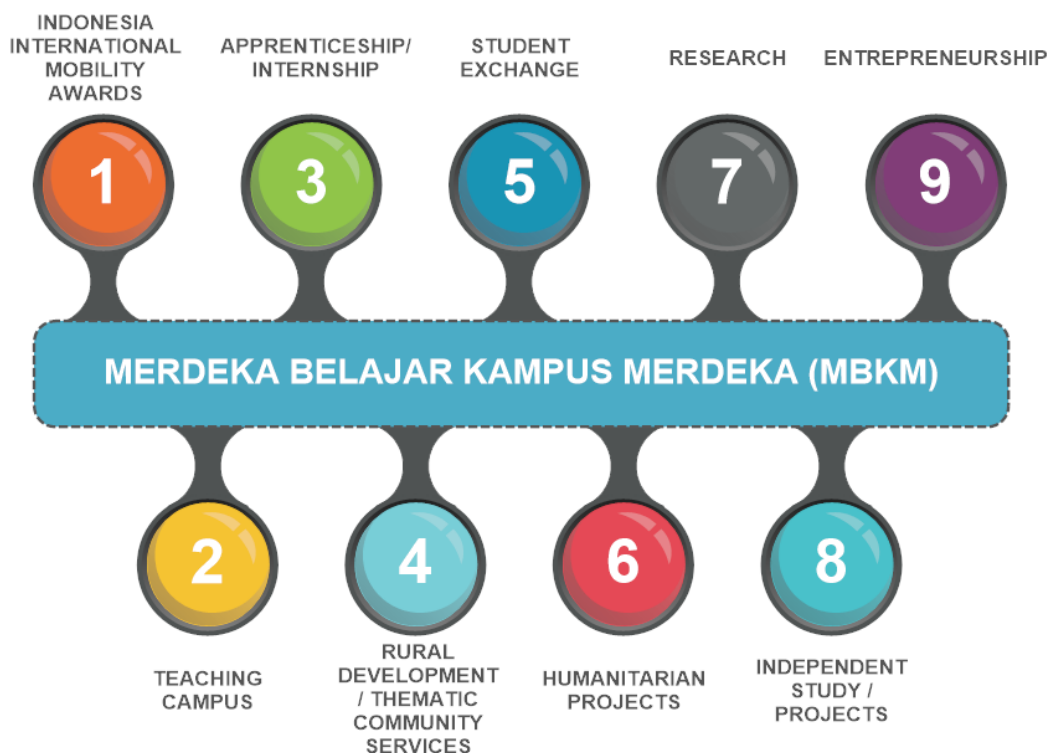 INDONESIA
INTERNATIONAL
MOBILITY
AWARDS
APPRENTICESHIP/
INTERNSHIP
STUDENT
EXCHANGE
RESEARCH
ENTREPRENEURSHIP
1
3
5
7
9
MERDEKA BELAJAR KAMPUS MERDEKA (MBKM)
2
4
6
8
TEACHING
CAMPUS
RURAL
DEVELOPMENT
/ THEMATIC
COMMUNITY
SERVICES
HUMANITARIAN
PROJECTS
INDEPENDENT
STUDY /
PROJECTS